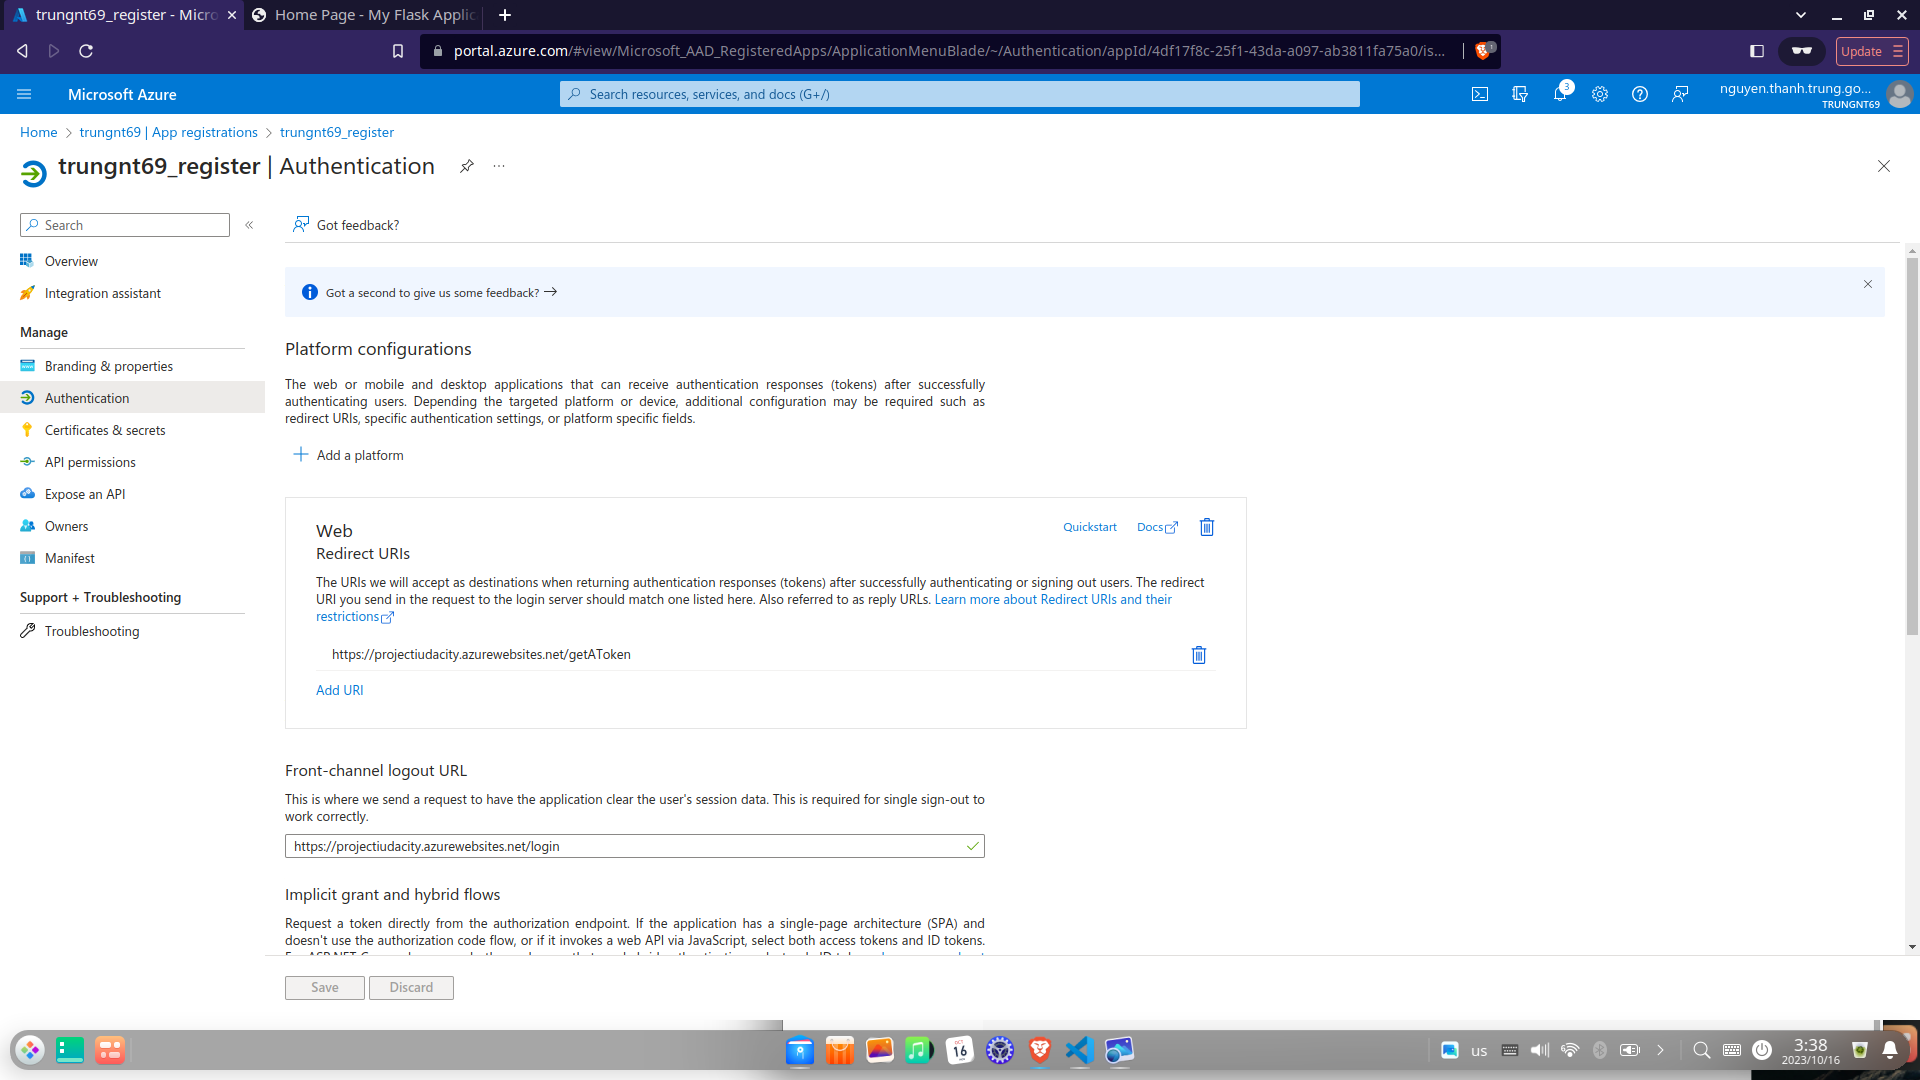 trungnt69_register - Micro
Home Page - My Flask Applic
portal.azure.com/#view/Microsoft_AAD_RegisteredApps/ApplicationMenuBlade/~/Authentication/appId/4df17f8c-25f1-43da-a097-ab3811fa75a0/is...
1
Update
Microsoft Azure
Search resources, services, and docs (G+/)
3
nguyen.thanh.trung.go...
TRUNGNT69
Home > trungnt69 | App registrations > trungnt69_register
trungnt69_register | Authentication
Search
Got feedback?
Overview
Integration assistant
Manage
Branding & properties
Authentication
Certificates & secrets
API permissions
Expose an API
Owners
Manifest
Support + Troubleshooting
Troubleshooting
Got a second to give us some feedback?
Platform configurations
The web or mobile and desktop applications that can receive authentication responses (tokens) after successfully
authenticating users. Depending the targeted platform or device, additional configuration may be required such as
redirect URIs, specific authentication settings, or platform specific fields.
Add a platform
Web
Quickstart
Docs
Redirect URIs
The URIs we will accept as destinations when returning authentication responses (tokens) after successfully authenticating or signing out users. The redirect
URI you send in the request to the login server should match one listed here. Also referred to as reply URLs. Learn more about Redirect URIs and their
restrictions
https://projectiudacity.azurewebsites.net/getAToken
Add URI
Front-channel logout URL
This is where we send a request to have the application clear the user's session data. This is required for single sign-out to
work correctly.
https://projectiudacity.azurewebsites.net/login
Implicit grant and hybrid flows
Request a token directly from the authorization endpoint. If the application has a single-page architecture (SPA) and
doesn't use the authorization code flow, or if it invokes a web API via JavaScript, select both access tokens and ID tokens.
Save
Discard
OCT
16
us
3:38
2023/10/16